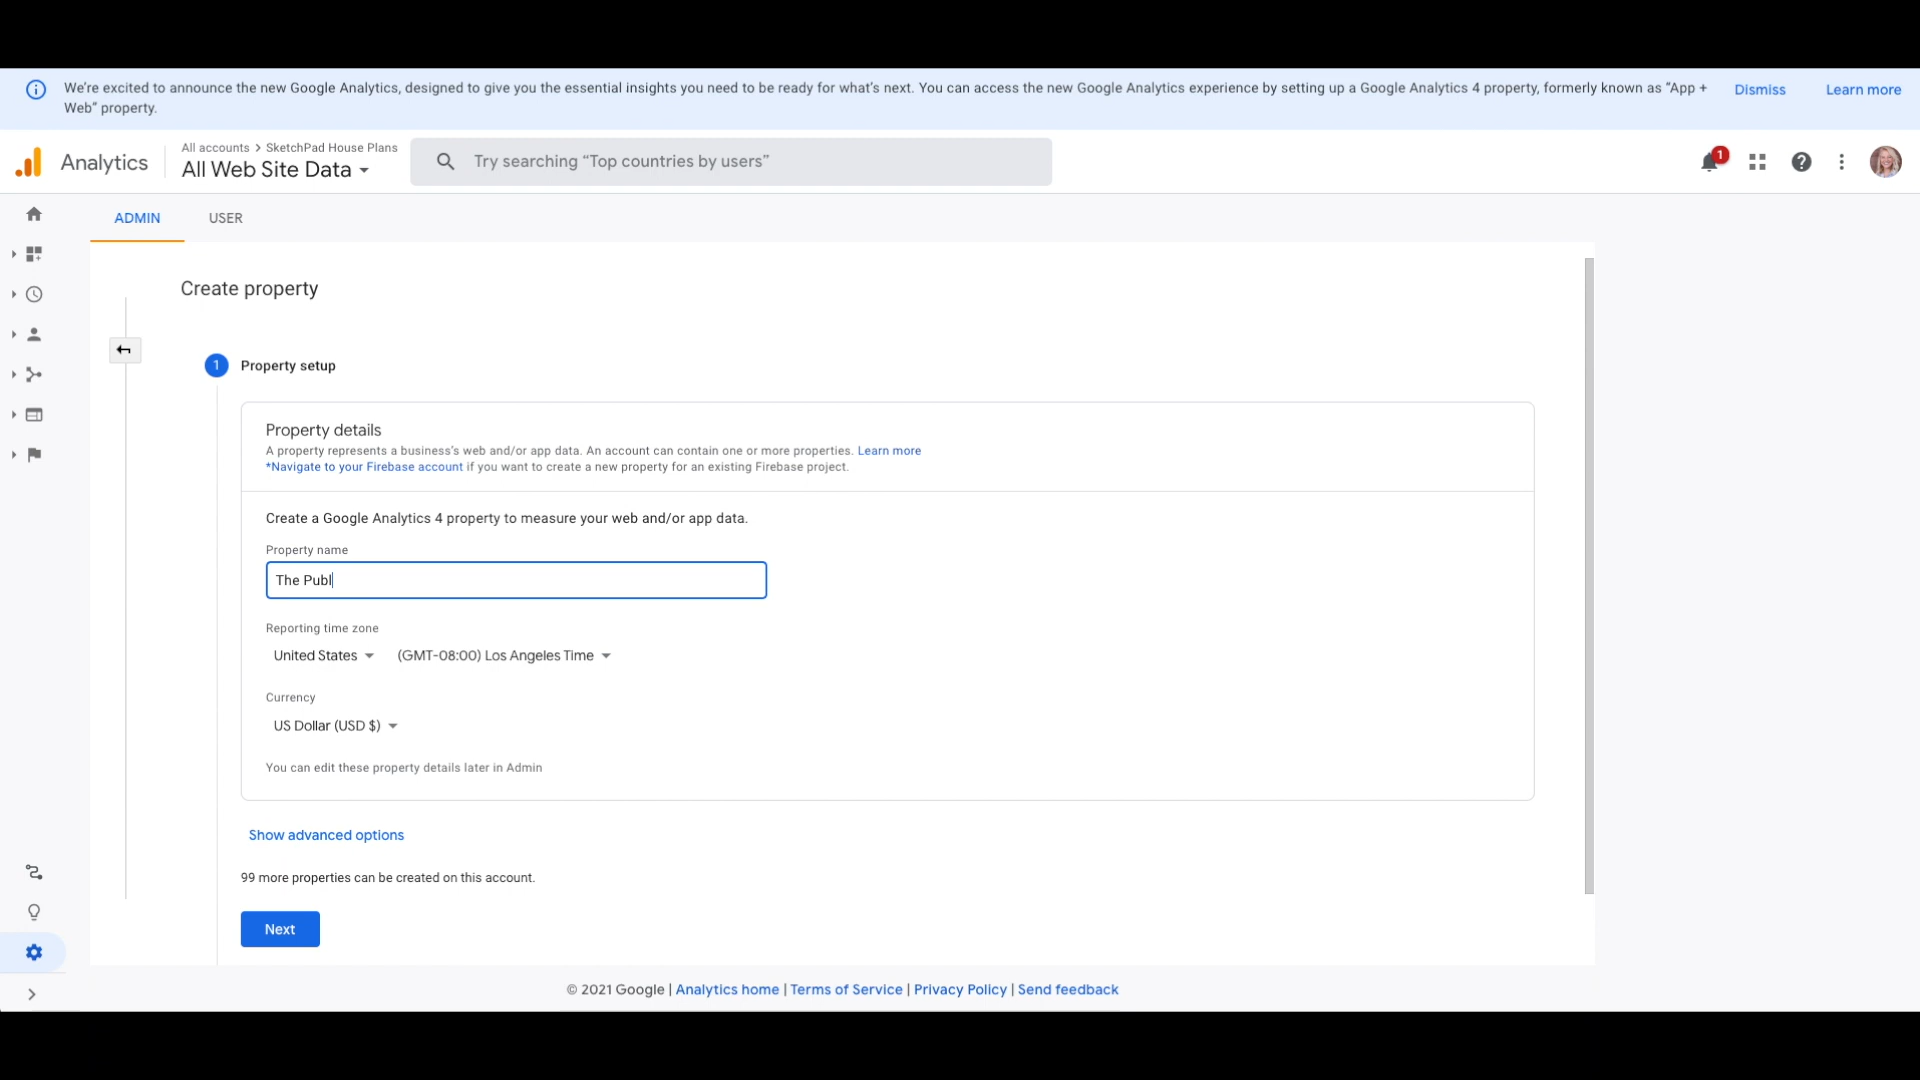 We're excited to announce the new Google Analytics, designed to give you the essential insights you need to be ready for what's next. You can access the new Google Analytics experience by setting up a Google Analytics 4 property, formerly known as "App +
Web" property.
Dismiss
Learn more
Analytics
All accounts > SketchPad House Plans
All Web Site Data
Try searching "Top countries by users"
1
ADMIN
USER
Create property
1 Property setup
Property details
A property represents a business's web and/or app data. An account can contain one or more properties. Learn more
*Navigate to your Firebase account if you want to create a new property for an existing Firebase project.
Create a Google Analytics 4 property to measure your web and/or app data.
Property name
The Publ
Reporting time zone
United States
(GMT-08:00) Los Angeles Time
Currency
US Dollar (USD $)
You can edit these property details later in Admin
Show advanced options
99 more properties can be created on this account.
Next
© 2021 Google | Analytics home | Terms of Service | Privacy Policy | Send feedback